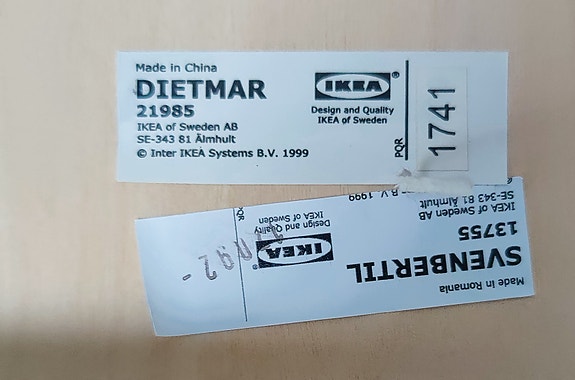 Made in China
DIETMAR
21985
IKEA of Sweden AB
SE-343 81 Älmhult
© Inter IKEA Systems B.V. 1999
IKEA®
Design and Quality
IKEA of Sweden
PQR
1741
Made in Romania
SVENBERTIL
13755
IKEA of Sweden AB
SE-343 81 Älmhult
B.V. 1999
IKEA®
Design and Quality
IKEA of Sweden